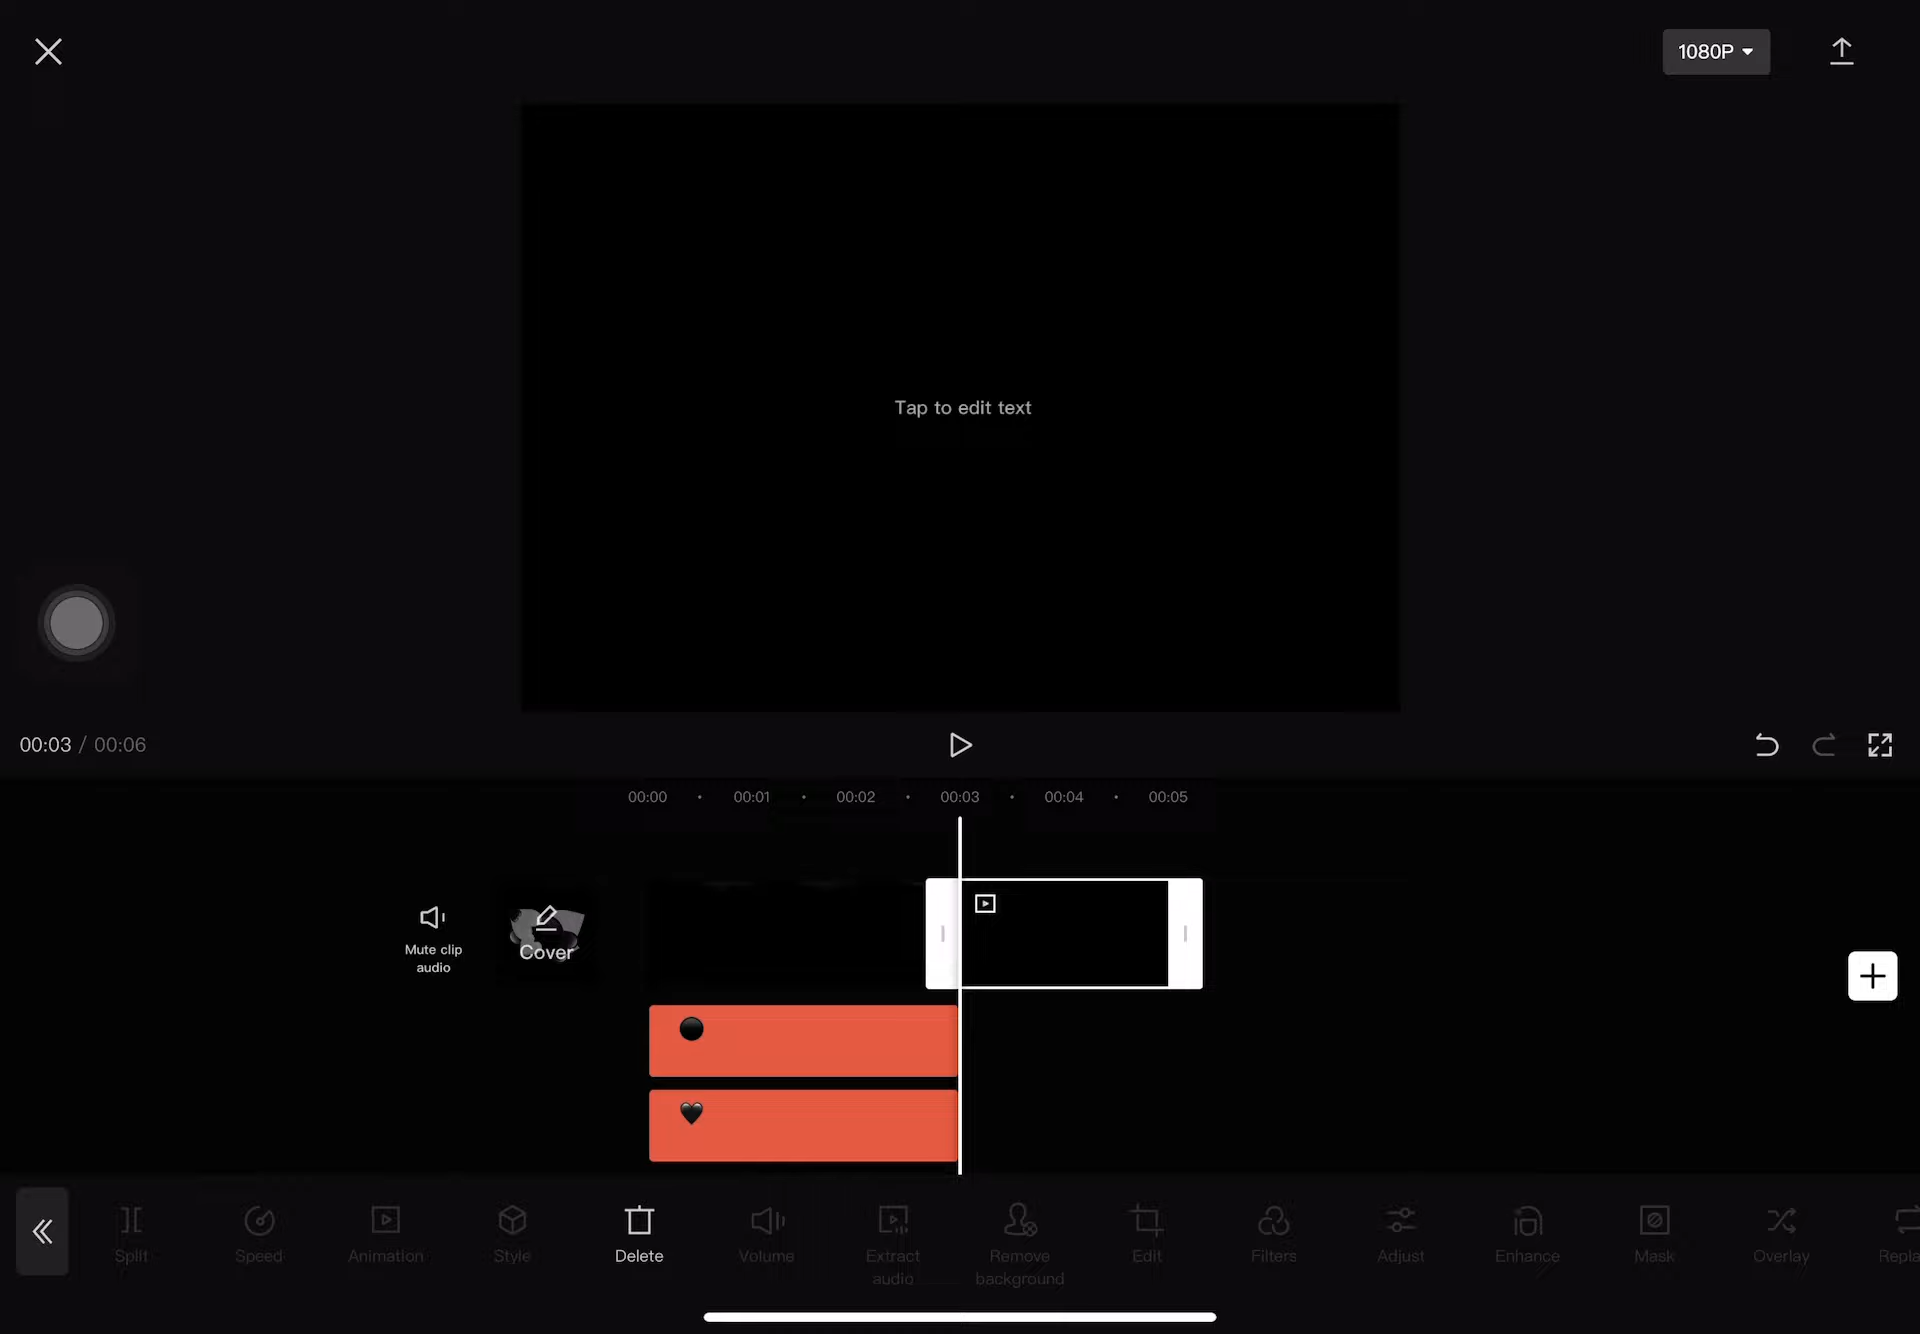 1080P
Tap to edit text
00:03 / 00:06
00:00 00:01 00:02 00:03 00:04 00:05
Mute clip
audio
Cover
Split Speed Animation Style Delete Volume Extract Remove Edit Filters Adjust Enhance Mask Overlay Repla
audio background